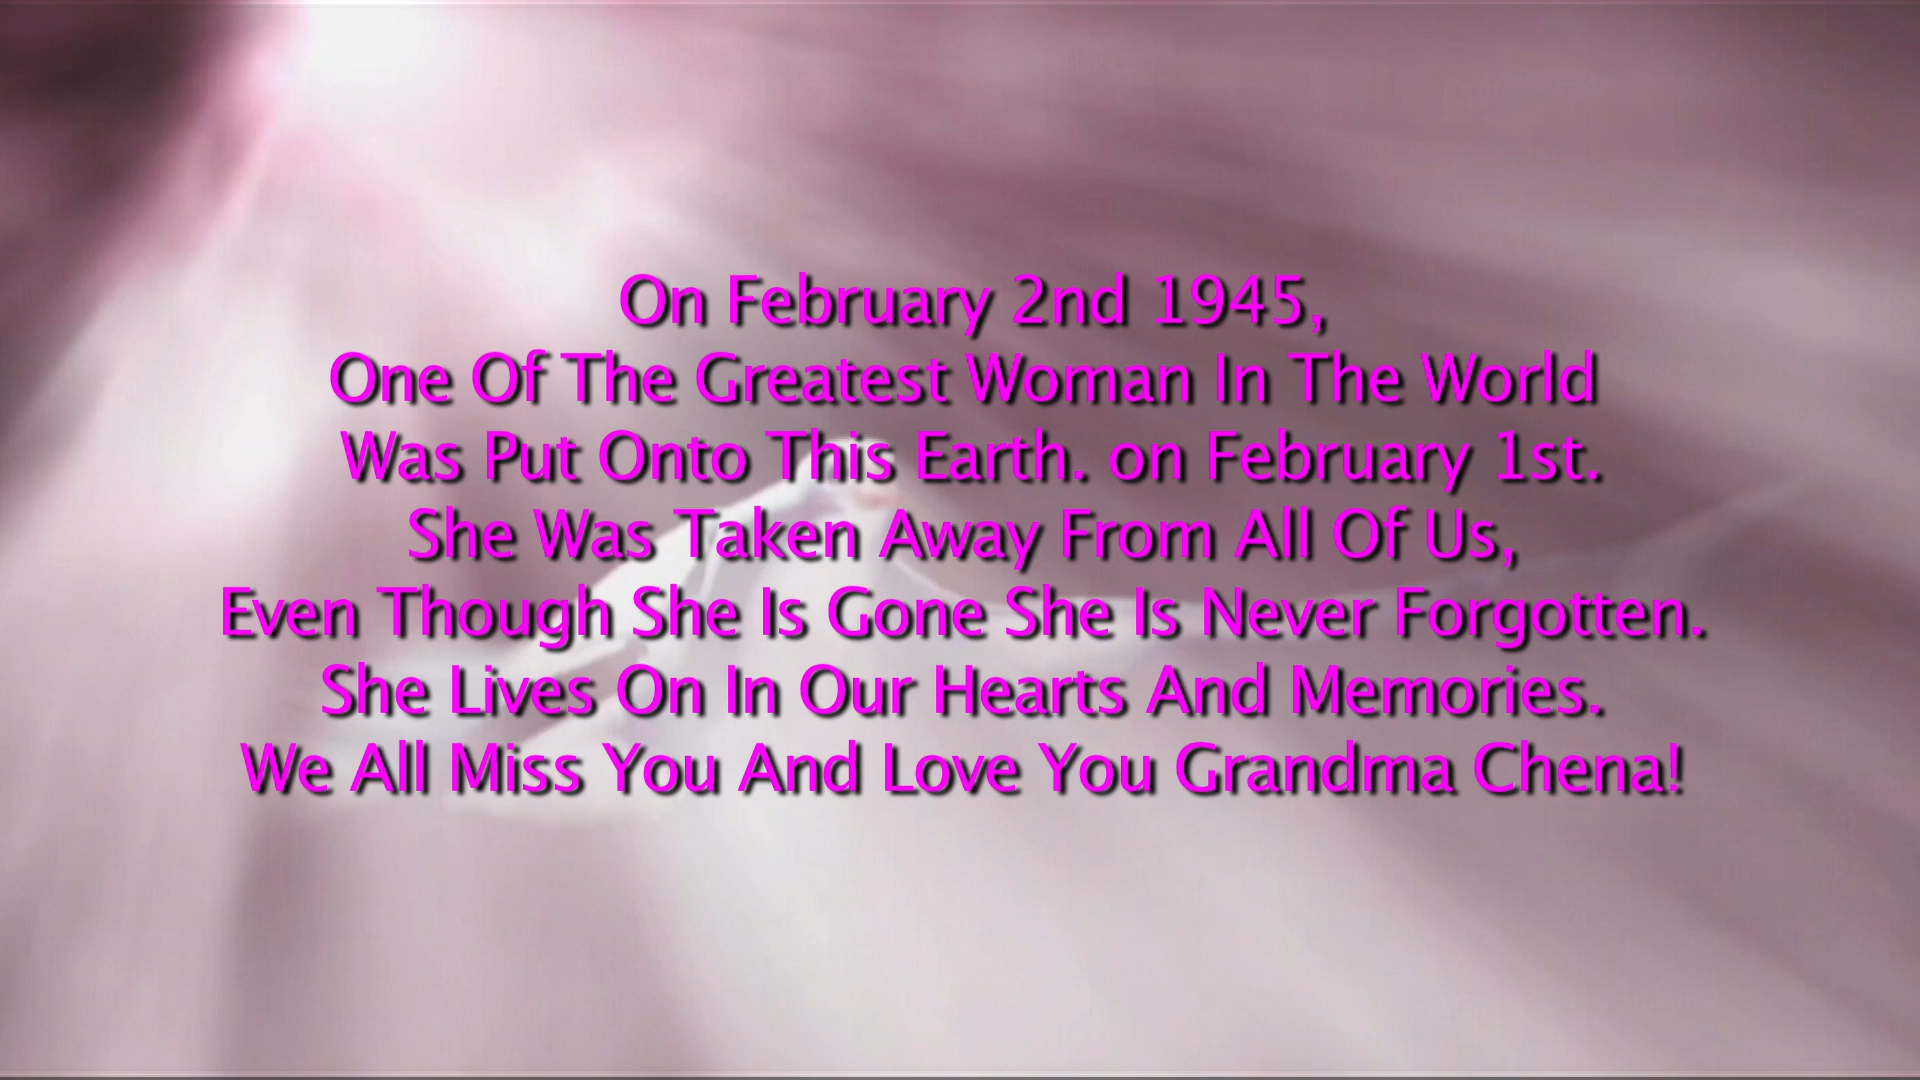 On February 2nd 1945,
One Of The Greatest Woman In The World
Was Put Onto This Earth. on February 1st.
She Was Taken Away From All Of Us,
Even Though She Is Gone She Is Never Forgotten.
She Lives On In Our Hearts And Memories.
We All Miss You And Love You Grandma Chena!